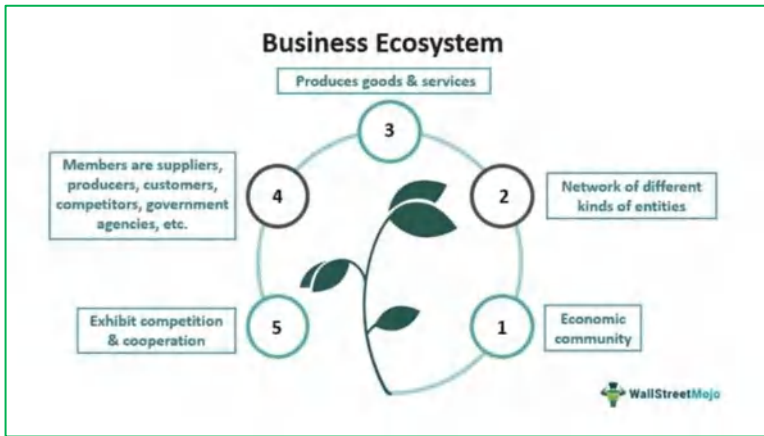 Business Ecosystem
Produces goods & services
3
Members are suppliers,
producers, customers,
competitors, government
agencies, etc.
4
2
Network of different
kinds of entities
Exhibit competition
& cooperation
5
1
Economic
community
WallStreetMojo